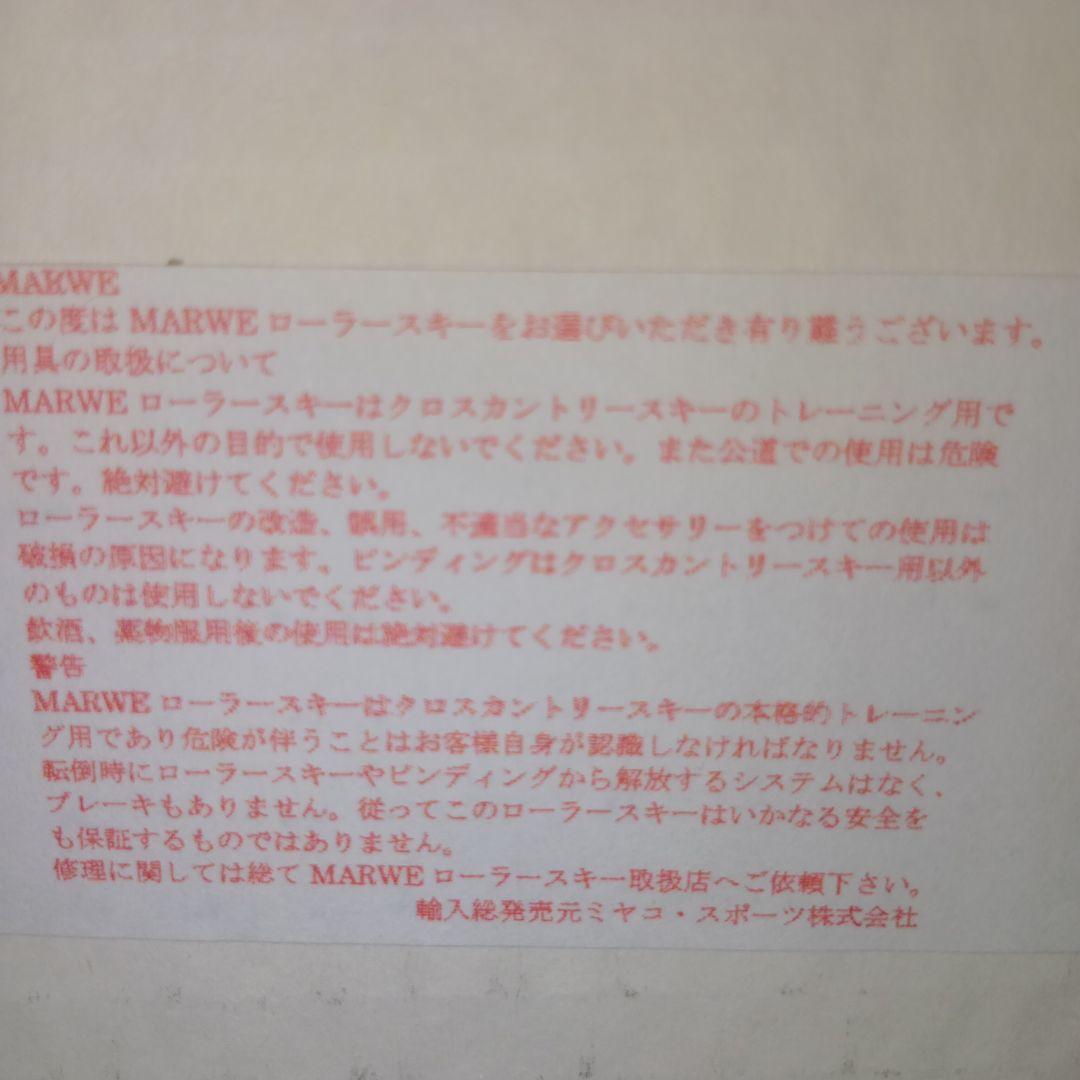 MARWE
この度は MARWE ローラースキーをお選びいただき有り難うございます。
用具の取扱について
MARWE ローラースキーはクロスカントリースキーのトレーニング用で
す。これ以外の目的で使用しないでください。また公道での使用は危険
です。絶対避けてください。
ローラースキーの改造、誤用、不適当なアクセサリーをつけての使用は
破損の原因になります。ビンディングはクロスカントリースキー用以外
のものは使用しないでください。
飲酒、薬物服用後の使用は絶対避けてください。
警告
MARWE ローラースキーはクロスカントリースキーの本格的トレーニン
グ用であり危険が伴うことはお客様自身が認識しなければなりません。
転倒時にローラースキーやビンディングから解放するシステムはなく、
ブレーキもありません。従ってこのローラースキーはいかなる安全を
も保証するものではありません。
修理に関しては総て MARWE ローラースキー取扱店へご依頼下さい。
輸入総発売元ミヤコ・スポーツ株式会社